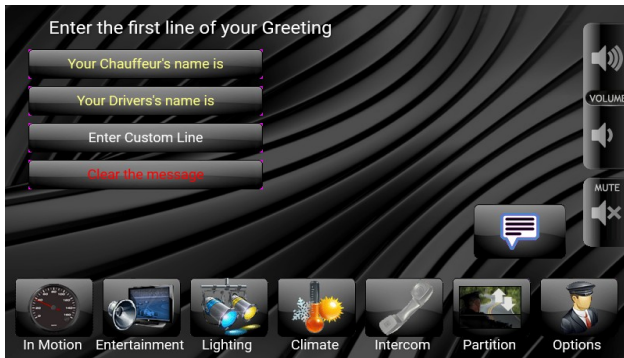 Enter the first line of your Greeting
Your Chauffeur's name is
Your Drivers's name is
Enter Custom Line
Clear the message
VOLUME
MUTE
In Motion
Entertainment
Lighting
Climate
Intercom
Partition
Options